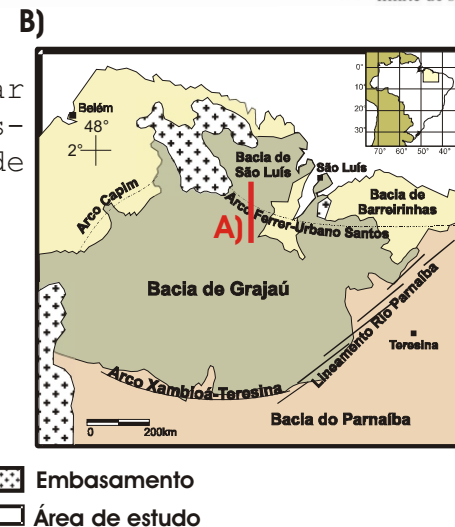 B)
ar
s-
de
0°
10°
20°
30°
70° 60° 50° 40°
Belém
48°
2°
Bacia de
São Luís
São Luís
Arco Capim
Arco Ferrer-Urbano Santos
Bacia de
Barreirinhas
A)
Bacia de Grajaú
Lineamento Rio Parnaíba
Teresina
Arco Xambioá-Teresina
Bacia do Parnaíba
0 200km
Embasamento
Área de estudo